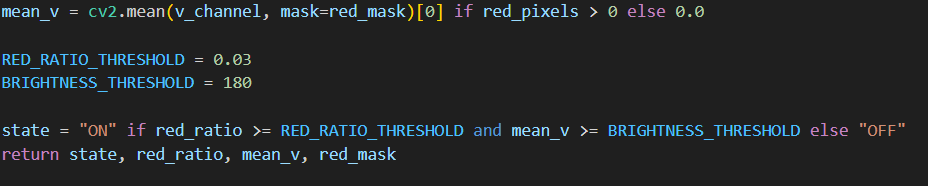 mean_v = cv2.mean(v_channel, mask=red_mask)[0] if red_pixels > 0 else 0.0
RED_RATIO_THRESHOLD = 0.03
BRIGHTNESS_THRESHOLD = 180
state = "ON" if red_ratio >= RED_RATIO_THRESHOLD and mean_v >= BRIGHTNESS_THRESHOLD else "OFF"
return state, red_ratio, mean_v, red_mask